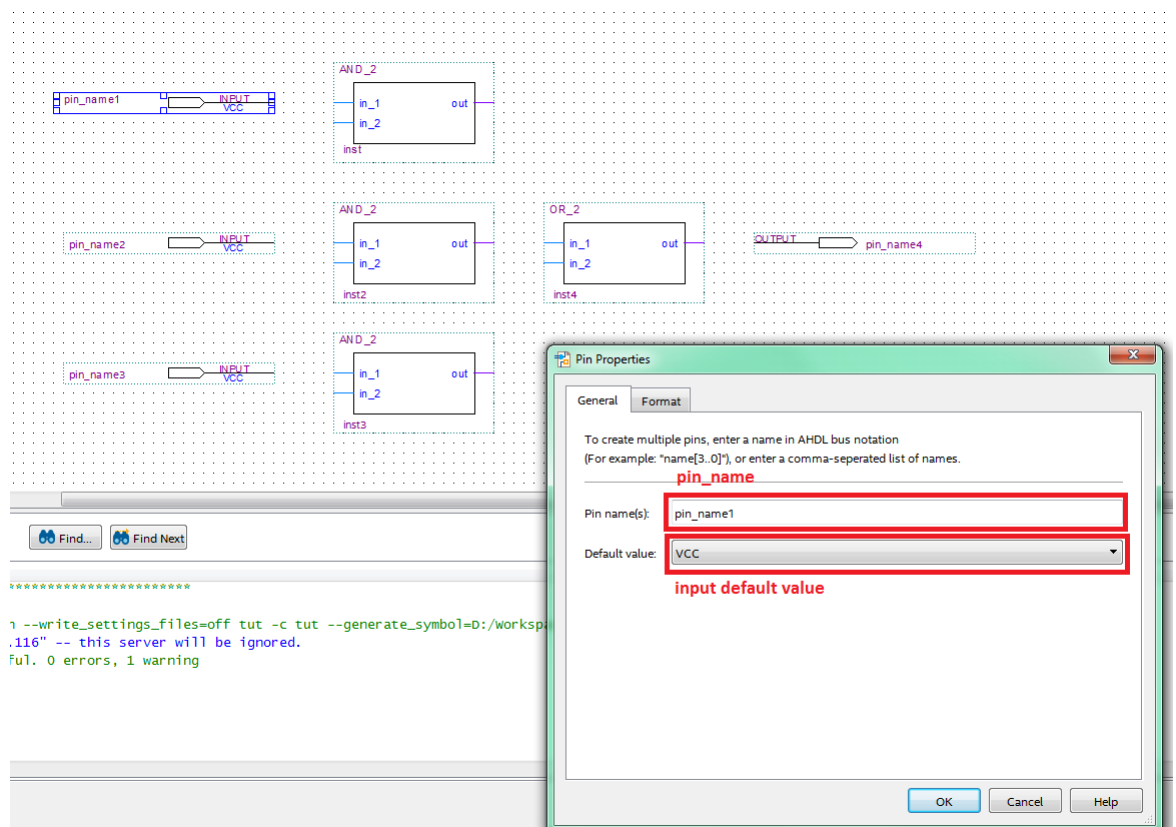 AND_2
pin_name1 INPUT VCC in_1 out
in_2
inst
AND_2 OR_2
pin_name2 INPUT VCC in_1 out in_1 out OUTPUT pin_name4
in_2 in_2
inst2 inst4
AND_2
pin_name3 INPUT VCC in_1 out
in_2
inst3
Pin Properties
General Format
To create multiple pins, enter a name in AHDL bus notation
(For example: "name[3..0]"), or enter a comma-seperated list of names.
pin_name
Pin name(s): pin_name1
Default value: VCC
input default value
OK Cancel Help
Find... Find Next
************************
n --write_settings_files=off tut -c tut --generate_symbol=D:/Workspa
.116" -- this server will be ignored.
ful. 0 errors, 1 warning